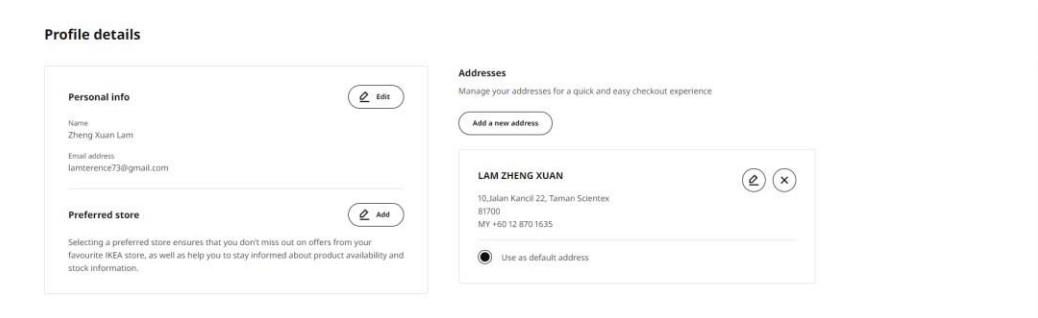 Profile details
Personal info
Edit
Name
Zheng Xuan Lam
Email address
lamterence73@gmail.com
Preferred store
Add
Selecting a preferred store ensures that you don't miss out on offers from your
favourite IKEA store, as well as help you to stay informed about product availability and
stock information.
Addresses
Manage your addresses for a quick and easy checkout experience
Add a new address
LAM ZHENG XUAN
10,Jalan Kancil 22, Taman Scientex
81700
MY +60 12 870 1635
Use as default address